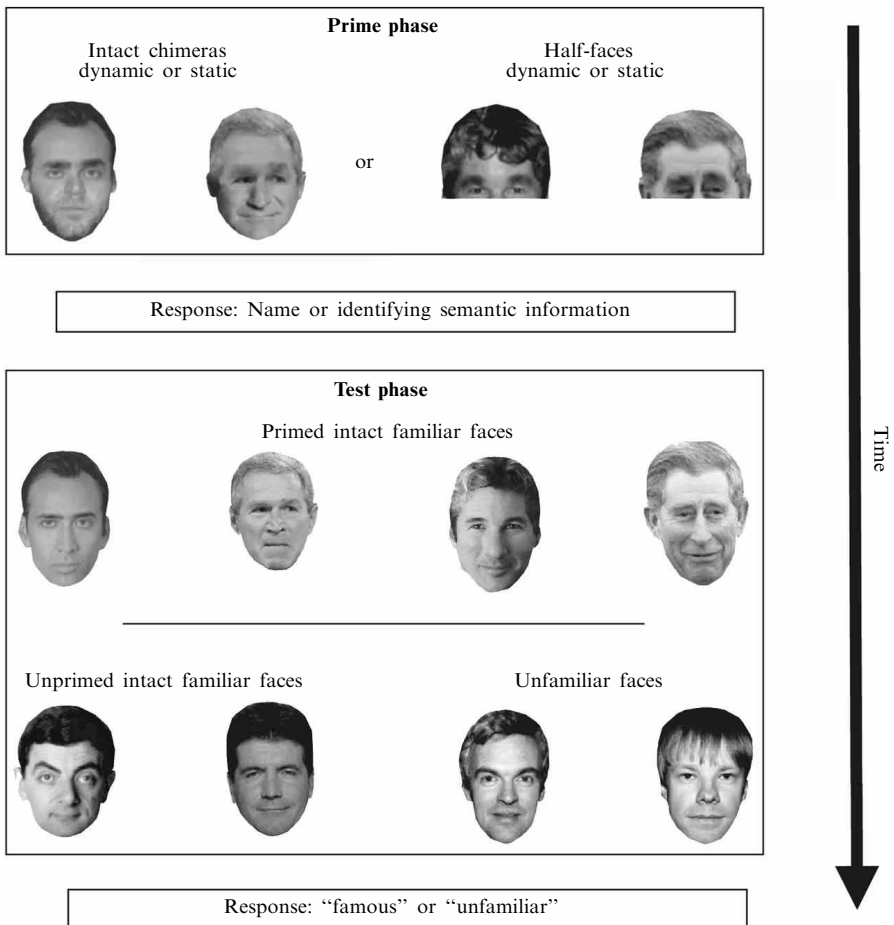 Prime phase
Intact chimeras
dynamic or static
Half-faces
dynamic or static
or
Response: Name or identifying semantic information
Test phase
Primed intact familiar faces
Unprimed intact familiar faces
Unfamiliar faces
Response: “famous” or “unfamiliar”
Time